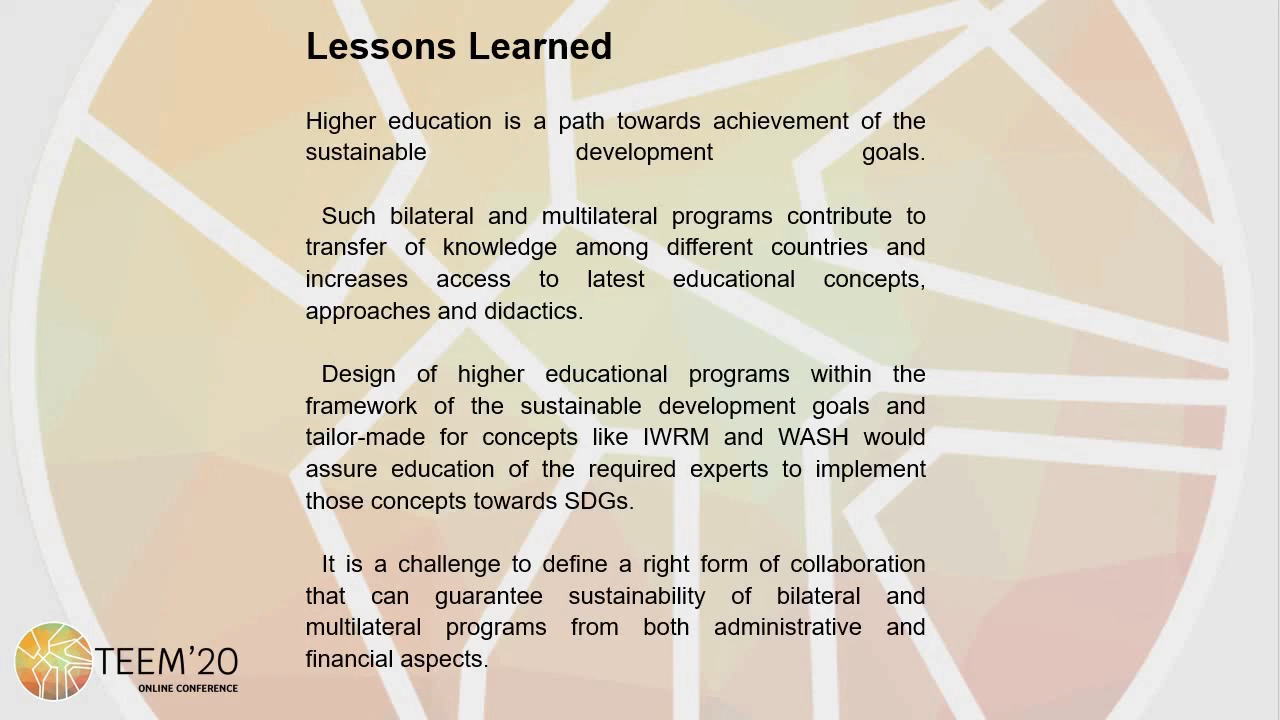 Lessons Learned
Higher education is a path towards achievement of the
sustainable development goals.
Such bilateral and multilateral programs contribute to
transfer of knowledge among different countries and
increases access to latest educational concepts,
approaches and didactics.
Design of higher educational programs within the
framework of the sustainable development goals and
tailor-made for concepts like IWRM and WASH would
assure education of the required experts to implement
those concepts towards SDGs.
It is a challenge to define a right form of collaboration
that can guarantee sustainability of bilateral and
multilateral programs from both administrative and
financial aspects.
TEEM'20
ONLINE CONFERENCE